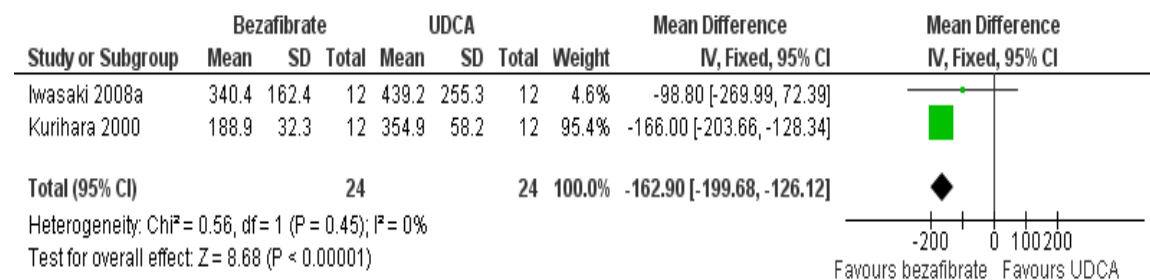 Bezafibrate UDCA Mean Difference Mean Difference
Study or Subgroup Mean SD Total Mean SD Total Weight IV, Fixed, 95% CI IV, Fixed, 95% CI
Iwasaki 2008a 340.4 162.4 12 439.2 255.3 12 4.6% -98.80 [-269.99, 72.39]
Kurihara 2000 188.9 32.3 12 354.9 58.2 12 95.4% -166.00 [-203.66, -128.34]
Total (95% CI) 24 24 100.0% -162.90 [-199.68, -126.12]
Heterogeneity: Chi² = 0.56, df = 1 (P = 0.45); I² = 0%
Test for overall effect: Z = 8.68 (P < 0.00001)
-200 0 100 200
Favours bezafibrate Favours UDCA